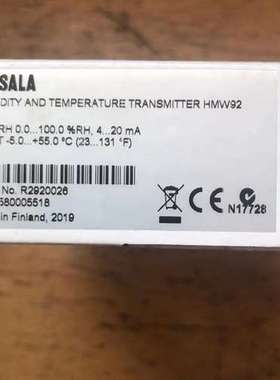 SALA
DITY AND TEMPERATURE TRANSMITTER HMW92
RH 0.0...100.0 %RH, 4...20 mA
T -5.0...+55.0 °C (23...131 °F)
No. R2920026
580005518
in Finland, 2019
CE
N17728